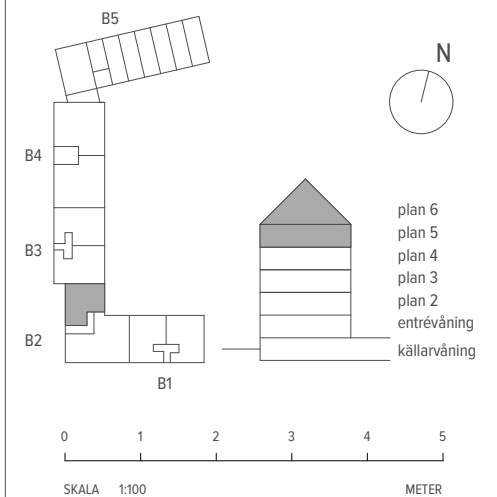 B5
N
B4
B3
B2
B1
plan 6
plan 5
plan 4
plan 3
plan 2
entrévåning
källarvåning
0 1 2 3 4 5
SKALA 1:100 METER